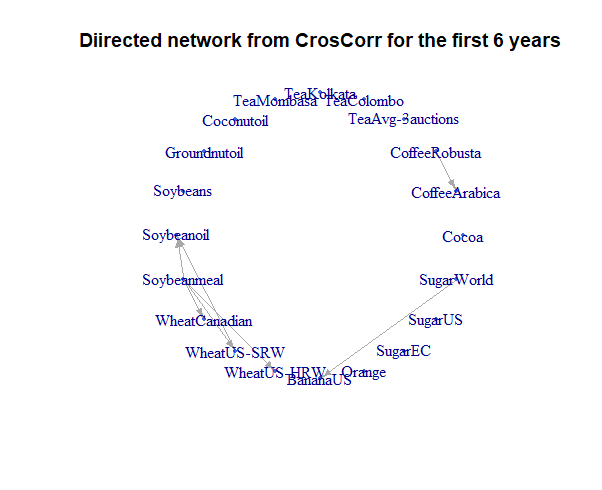 Diirected network from CrosCorr for the first 6 years
TeaKolkata
TeaMombasa TeaColombo
Coconutoil TeaAvg-3auctions
Groundnutoil CoffeeRobusta
Soybeans CoffeeArabica
Soybeanoil Cocoa
Soybeanmeal SugarWorld
WheatCanadian SugarUS
WheatUS-SRW SugarEC
WheatUS-HRW Orange
BananaUS